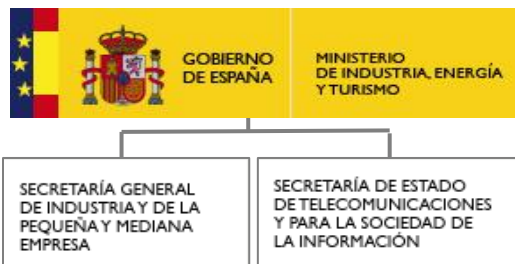 GOBIERNO
DE ESPAÑA
MINISTERIO
DE INDUSTRIA, ENERGÍA
Y TURISMO
SECRETARÍA GENERAL
DE INDUSTRIA Y DE LA
PEQUEÑA Y MEDIANA
EMPRESA
SECRETARÍA DE ESTADO
DE TELECOMUNICACIONES
Y PARA LA SOCIEDAD DE
LA INFORMACIÓN